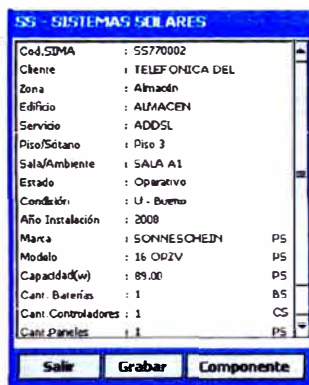 SS - SISTEMAS SOLARES
Cod.SIMA : SS770002
Cliente : TELEFONICA DEL
Zona : Almacén
Edificio : ALMACEN
Servicio : ADDSL
Piso/Sótano : Piso 3
Sala/Ambiente : SALA A1
Estado : Operativo
Condición : U - Bueno
Año Instalación : 2008
Marca : SONNESCHEIN PS
Modelo : 16 OPZV PS
Capacidad(w) : 89.00 PS
Cant. Baterías : 1 BS
Cant.Controladores : 1 CS
Cant.Paneles : 1 PS
Salir Grabar Componente